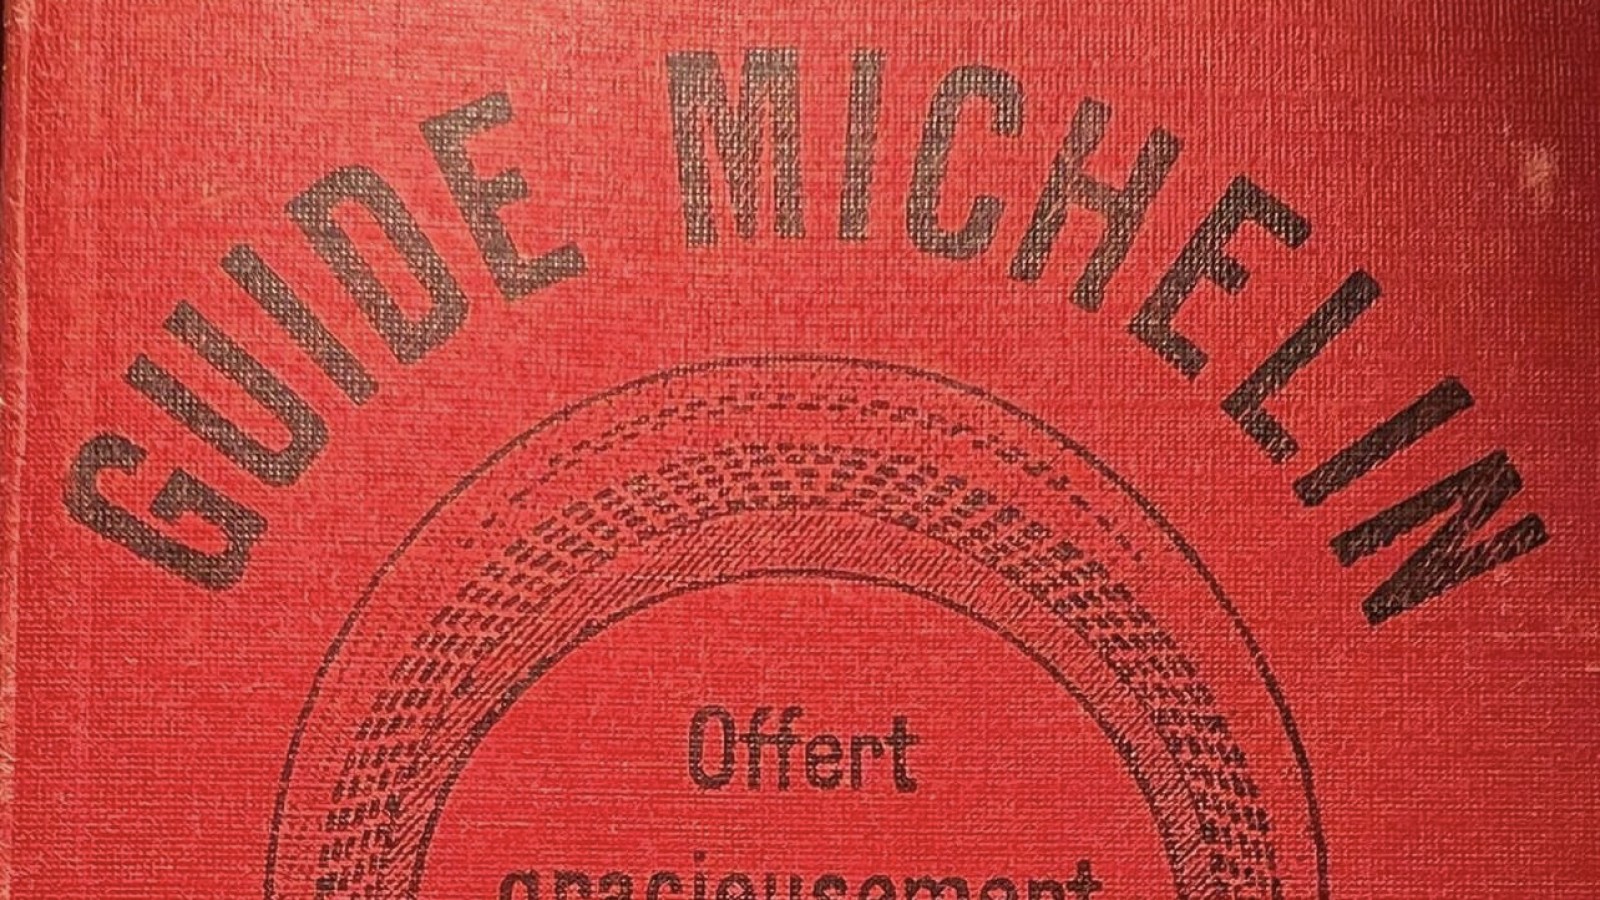 GUIDE MICHELIN
Offert
gracieusement